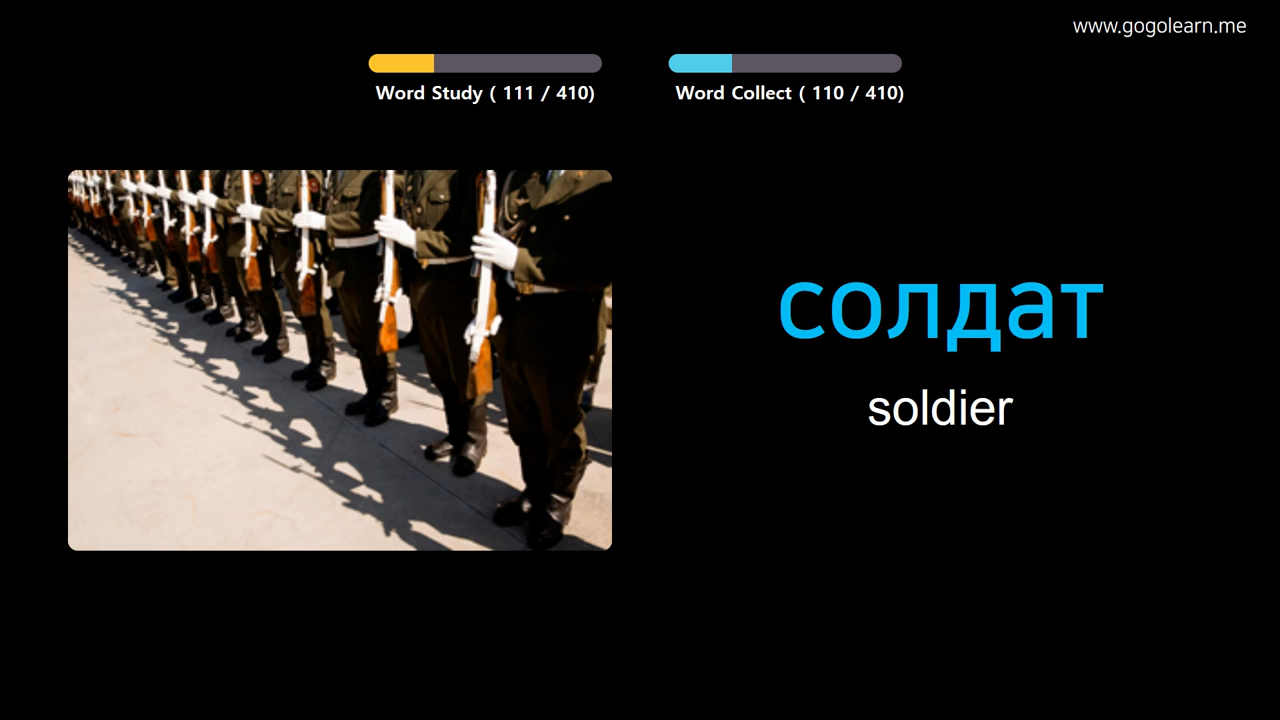 www.gogolearn.me
Word Study ( 111 / 410)
Word Collect ( 110 / 410)
солдат
soldier